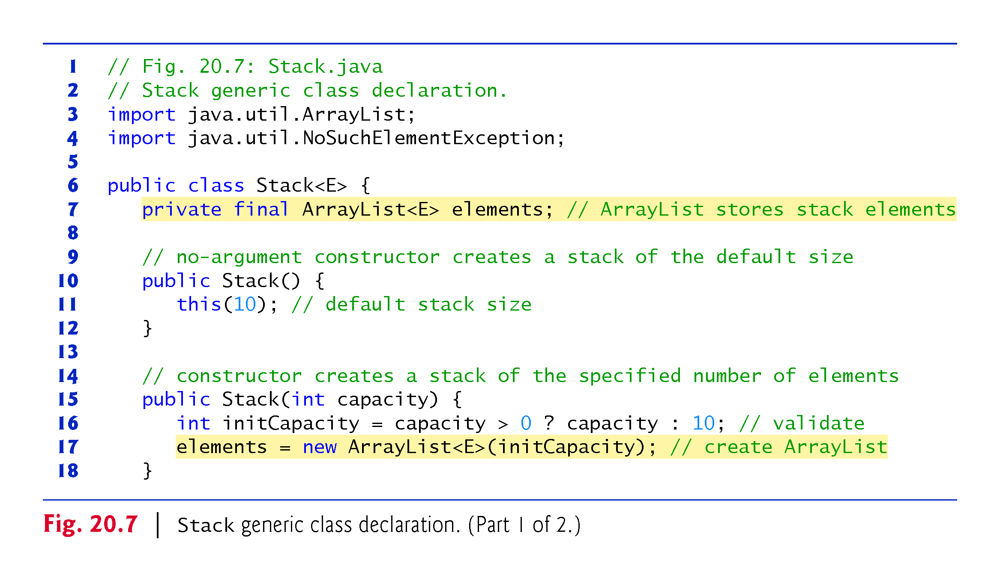 1 // Fig. 20.7: Stack.java
2 // Stack generic class declaration.
3 import java.util.ArrayList;
4 import java.util.NoSuchElementException;
5
6 public class Stack<E> {
7 private final ArrayList<E> elements; // ArrayList stores stack elements
8
9 // no-argument constructor creates a stack of the default size
10 public Stack() {
11 this(10); // default stack size
12 }
13
14 // constructor creates a stack of the specified number of elements
15 public Stack(int capacity) {
16 int initCapacity = capacity > 0 ? capacity : 10; // validate
17 elements = new ArrayList<E>(initCapacity); // create ArrayList
18 }
Fig. 20.7 | Stack generic class declaration. (Part 1 of 2.)